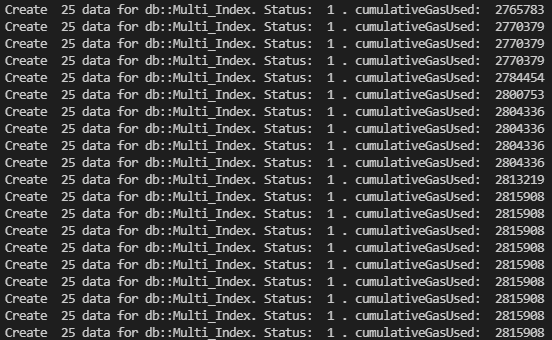 Create  25 data for db::Multi_Index. Status:  1 . cumulativeGasUsed:  2765783
Create  25 data for db::Multi_Index. Status:  1 . cumulativeGasUsed:  2770379
Create  25 data for db::Multi_Index. Status:  1 . cumulativeGasUsed:  2770379
Create  25 data for db::Multi_Index. Status:  1 . cumulativeGasUsed:  2770379
Create  25 data for db::Multi_Index. Status:  1 . cumulativeGasUsed:  2784454
Create  25 data for db::Multi_Index. Status:  1 . cumulativeGasUsed:  2800753
Create  25 data for db::Multi_Index. Status:  1 . cumulativeGasUsed:  2804336
Create  25 data for db::Multi_Index. Status:  1 . cumulativeGasUsed:  2804336
Create  25 data for db::Multi_Index. Status:  1 . cumulativeGasUsed:  2804336
Create  25 data for db::Multi_Index. Status:  1 . cumulativeGasUsed:  2804336
Create  25 data for db::Multi_Index. Status:  1 . cumulativeGasUsed:  2813219
Create  25 data for db::Multi_Index. Status:  1 . cumulativeGasUsed:  2815908
Create  25 data for db::Multi_Index. Status:  1 . cumulativeGasUsed:  2815908
Create  25 data for db::Multi_Index. Status:  1 . cumulativeGasUsed:  2815908
Create  25 data for db::Multi_Index. Status:  1 . cumulativeGasUsed:  2815908
Create  25 data for db::Multi_Index. Status:  1 . cumulativeGasUsed:  2815908
Create  25 data for db::Multi_Index. Status:  1 . cumulativeGasUsed:  2815908
Create  25 data for db::Multi_Index. Status:  1 . cumulativeGasUsed:  2815908
Create  25 data for db::Multi_Index. Status:  1 . cumulativeGasUsed:  2815908
Create  25 data for db::Multi_Index. Status:  1 . cumulativeGasUsed:  2815908